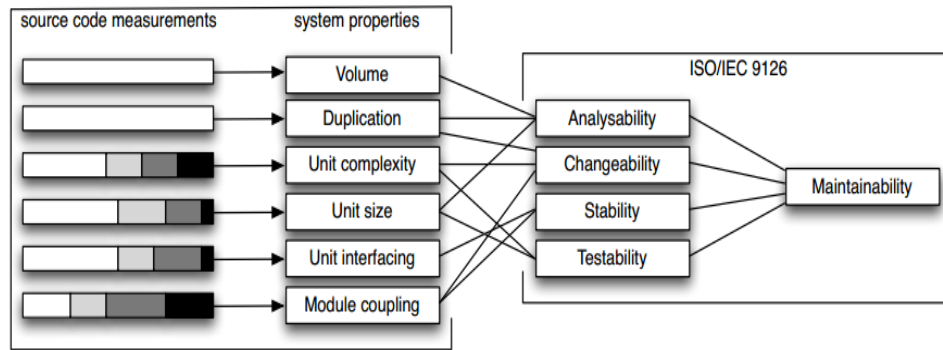 source code measurements
system properties
ISO/IEC 9126
Volume
Duplication
Unit complexity
Unit size
Unit interfacing
Module coupling
Analysability
Changeability
Stability
Testability
Maintainability